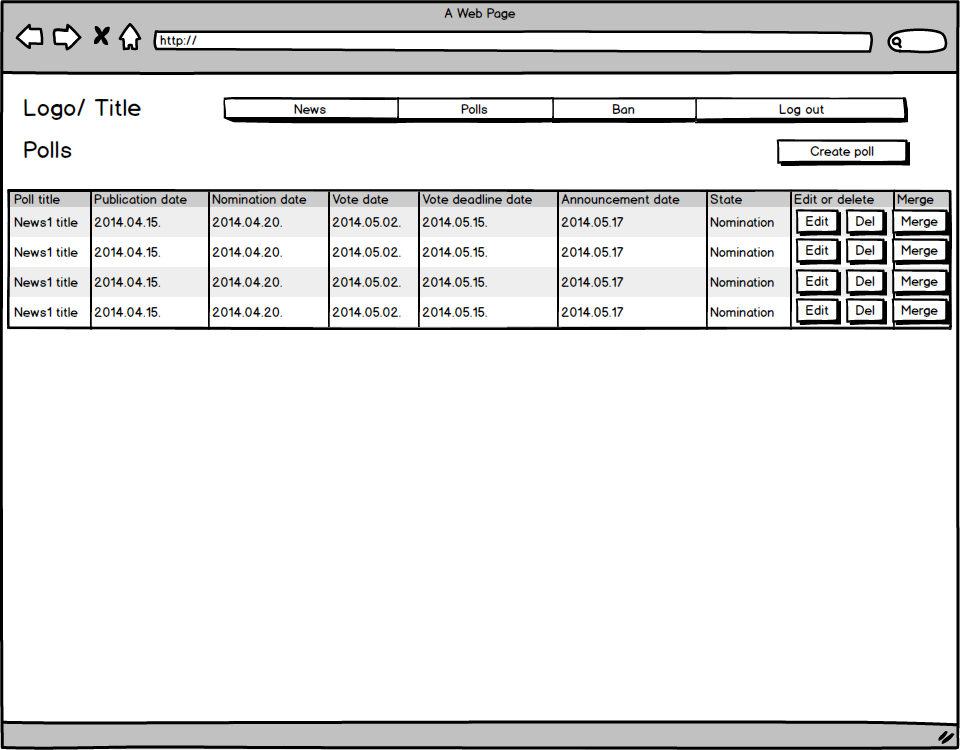 A Web Page
http://
Logo/ Title News Polls Ban Log out
Polls Create poll
Poll title Publication date Nomination date Vote date Vote deadline date Announcement date State Edit or delete Merge
News1 title 2014.04.15. 2014.04.20. 2014.05.02. 2014.05.15. 2014.05.17 Nomination Edit Del Merge
News1 title 2014.04.15. 2014.04.20. 2014.05.02. 2014.05.15. 2014.05.17 Nomination Edit Del Merge
News1 title 2014.04.15. 2014.04.20. 2014.05.02. 2014.05.15. 2014.05.17 Nomination Edit Del Merge
News1 title 2014.04.15. 2014.04.20. 2014.05.02. 2014.05.15. 2014.05.17 Nomination Edit Del Merge